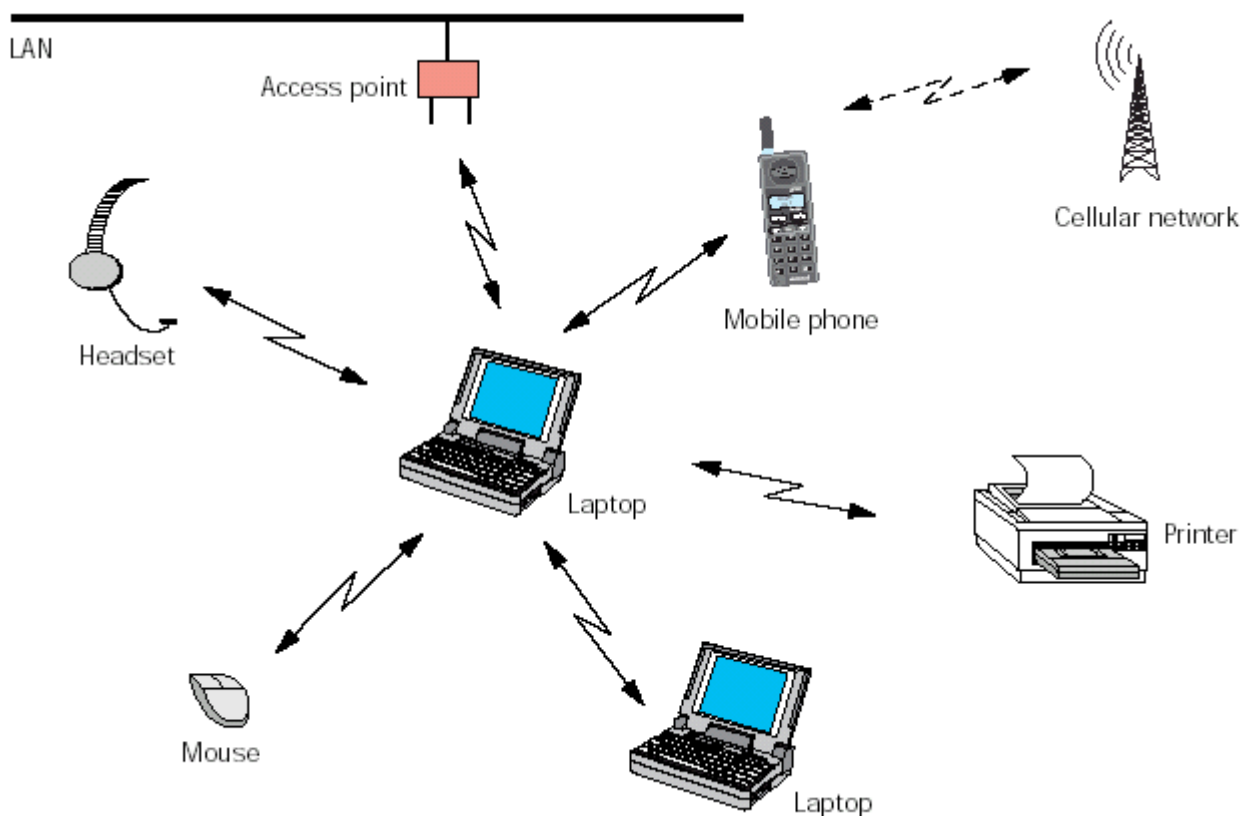 LAN
Access point
Cellular network
Mobile phone
Headset
Laptop
Printer
Mouse
Laptop